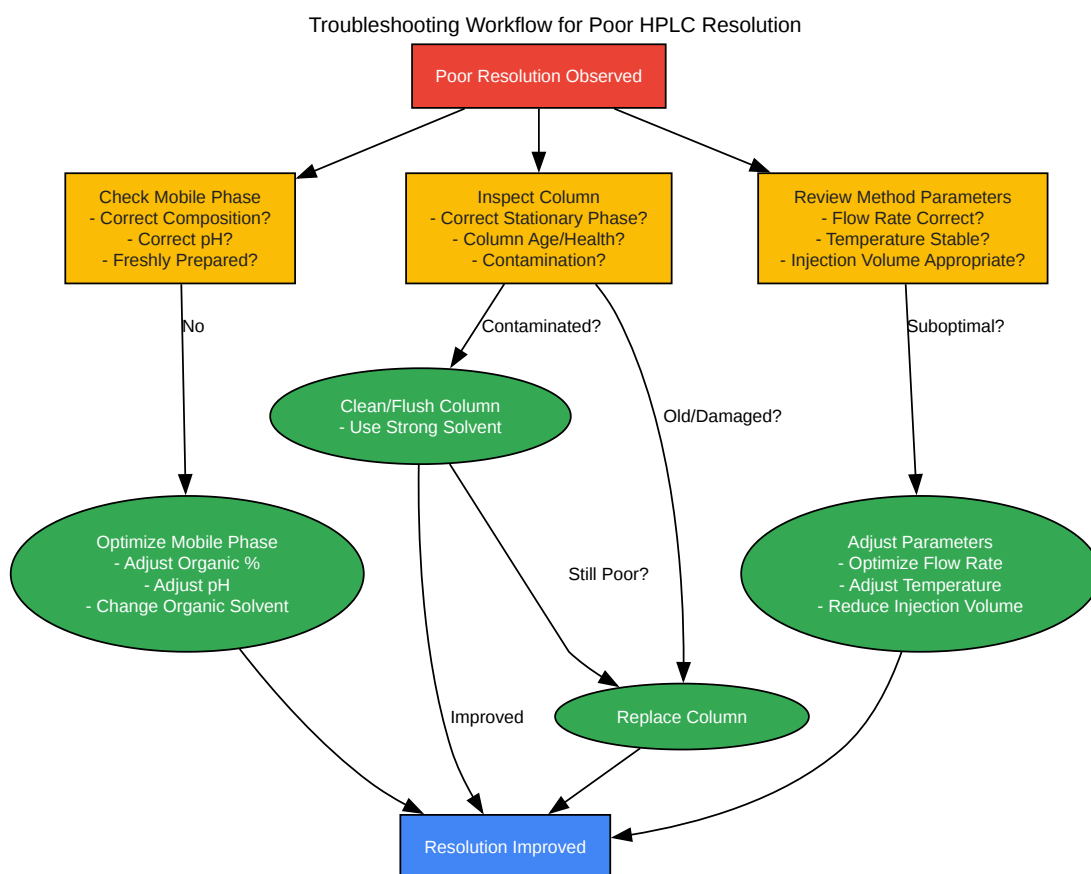 Troubleshooting Workflow for Poor HPLC Resolution
Poor Resolution Observed
Check Mobile Phase
- Correct Composition?
- Correct pH?
- Freshly Prepared?
Inspect Column
- Correct Stationary Phase?
- Column Age/Health?
- Contamination?
Review Method Parameters
- Flow Rate Correct?
- Temperature Stable?
- Injection Volume Appropriate?
No
Contaminated?
Suboptimal?
Clean/Flush Column
- Use Strong Solvent
Old/Damaged?
Optimize Mobile Phase
- Adjust Organic %
- Adjust pH
- Change Organic Solvent
Still Poor?
Adjust Parameters
- Optimize Flow Rate
- Adjust Temperature
- Reduce Injection Volume
Improved
Replace Column
Resolution Improved